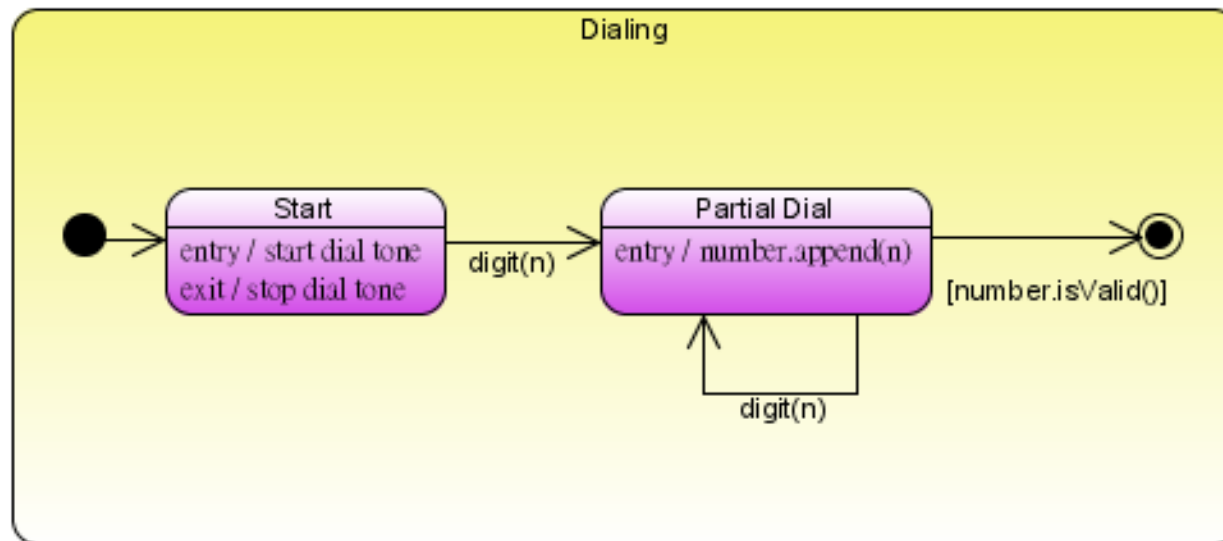 Dialing
Start
entry / start dial tone
exit / stop dial tone
digit(n)
Partial Dial
entry / number.append(n)
[number.isValid()]
digit(n)